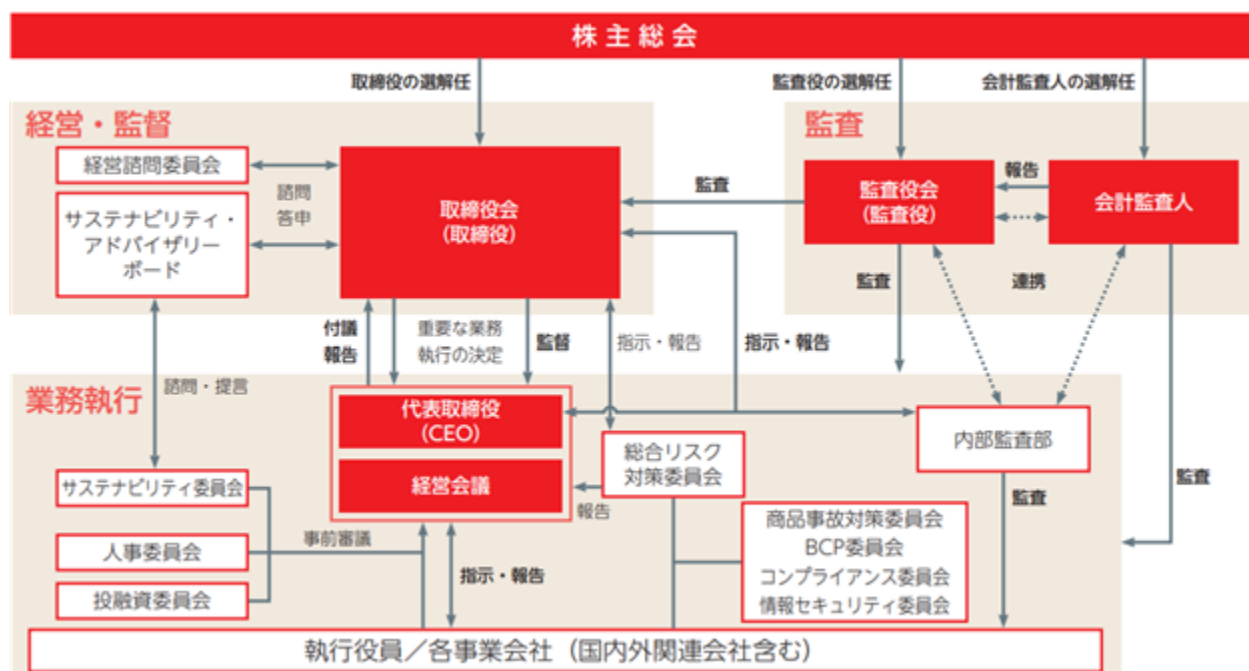 株主総会
取締役の選解任
監査役の選解任
会計監査人の選解任
経営・監督
監査
経営諮問委員会
諮問
答申
サステナビリティ・
アドバイザリー
ボード
取締役会
(取締役)
監査
監査役会
(監査役)
報告
会計監査人
監査
連携
付議
報告
重要な業務
執行の決定
監督
指示・報告
指示・報告
諮問・提言
業務執行
代表取締役
(CEO)
経営会議
総合リスク
対策委員会
報告
内部監査部
監査
監査
サステナビリティ委員会
人事委員会
投融資委員会
事前審議
指示・報告
商品事故対策委員会
BCP委員会
コンプライアンス委員会
情報セキュリティ委員会
執行役員／各事業会社（国内外関連会社含む）